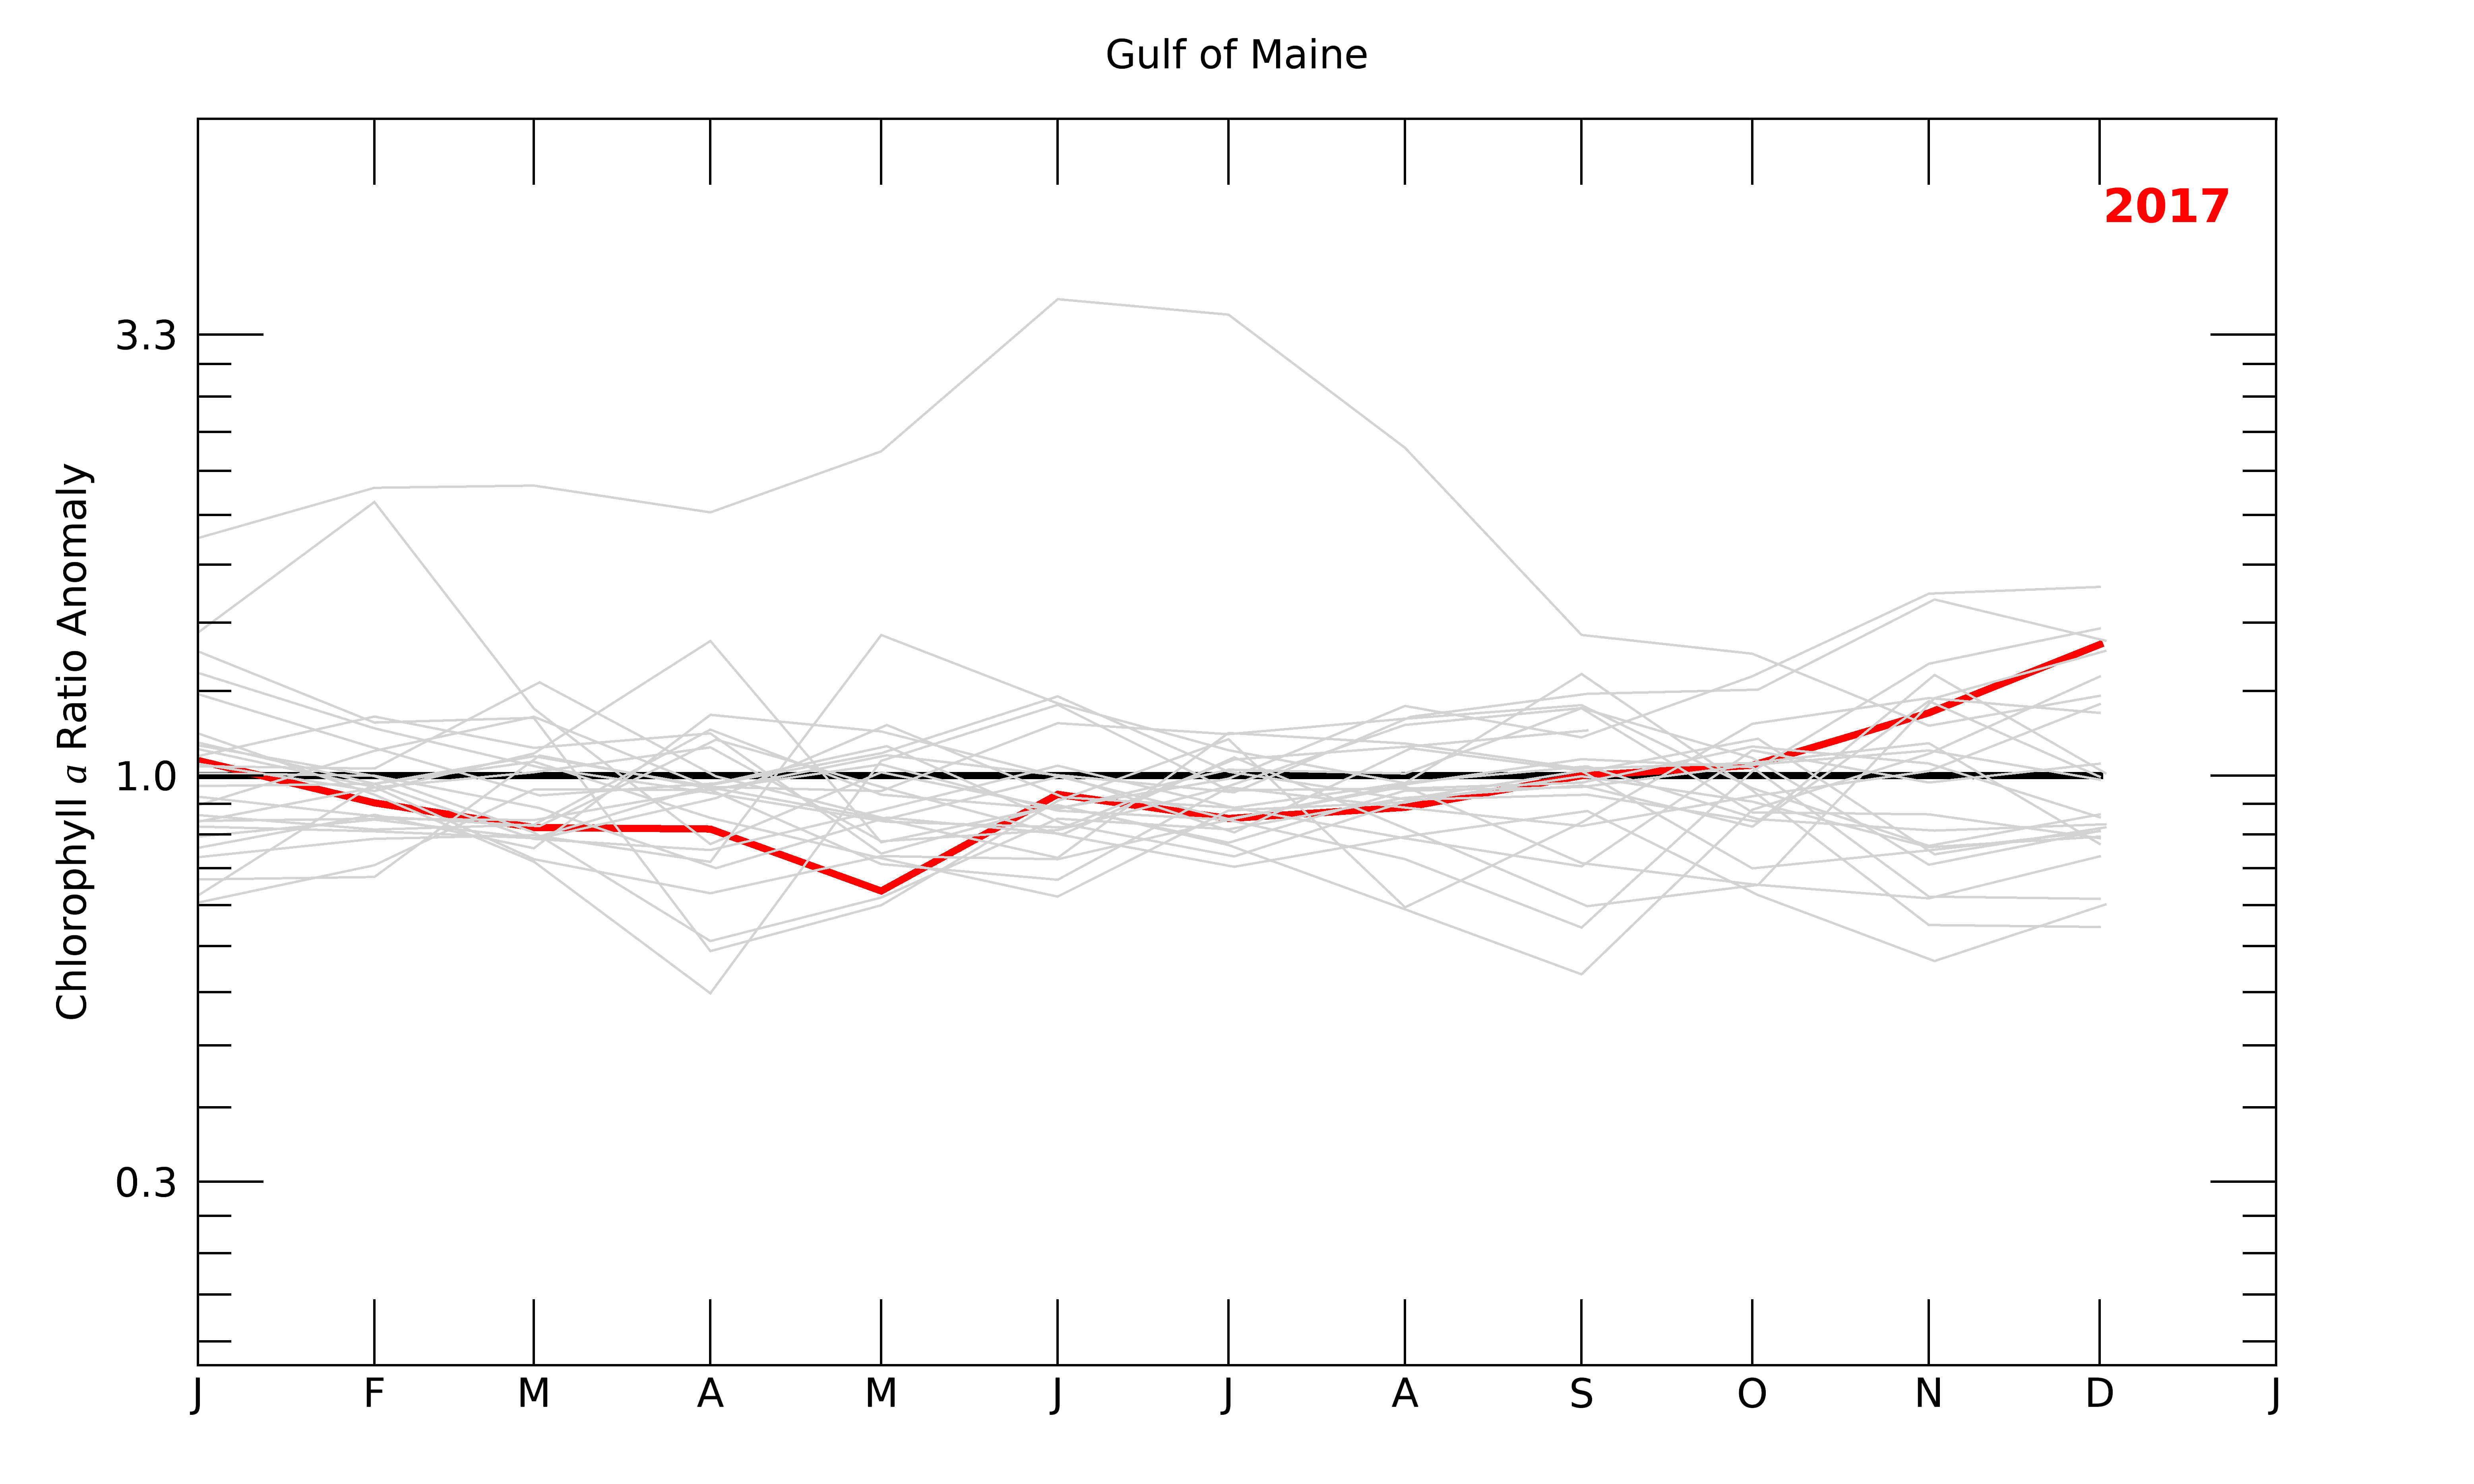 Gulf of Maine
2017
3.3
1.0
0.3
Chlorophyll a Ratio Anomaly
J F M A M J J A S O N D J